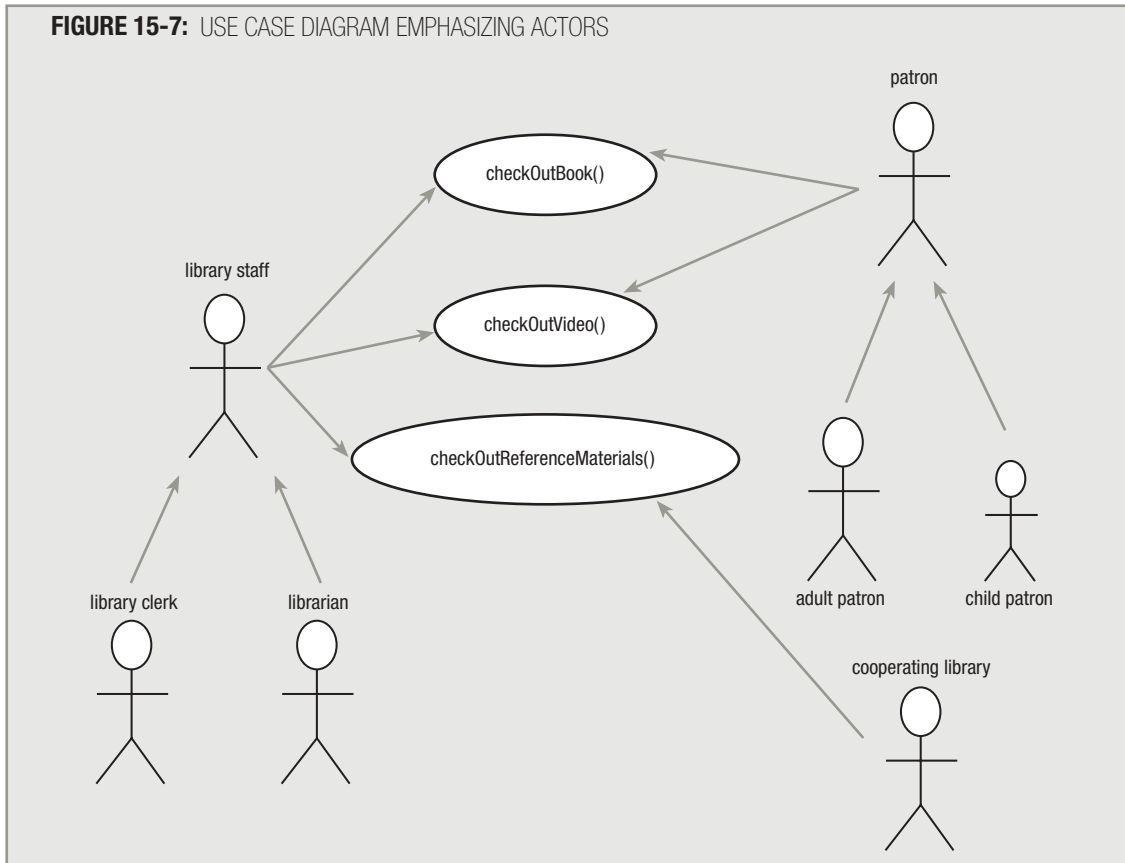 FIGURE 15-7: USE CASE DIAGRAM EMPHASIZING ACTORS
patron
checkOutBook()
library staff
checkOutVideo()
checkOutReferenceMaterials()
library clerk
librarian
adult patron
child patron
cooperating library